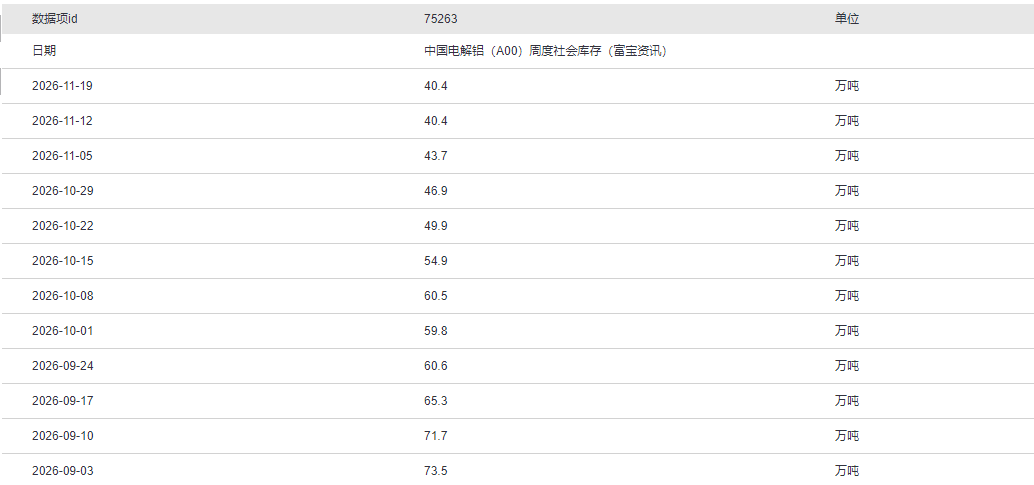 数据项id 75263 单位
日期 中国电解铝（A00）周度社会库存（富宝资讯）
2026-11-19 40.4 万吨
2026-11-12 40.4 万吨
2026-11-05 43.7 万吨
2026-10-29 46.9 万吨
2026-10-22 49.9 万吨
2026-10-15 54.9 万吨
2026-10-08 60.5 万吨
2026-10-01 59.8 万吨
2026-09-24 60.6 万吨
2026-09-17 65.3 万吨
2026-09-10 71.7 万吨
2026-09-03 73.5 万吨